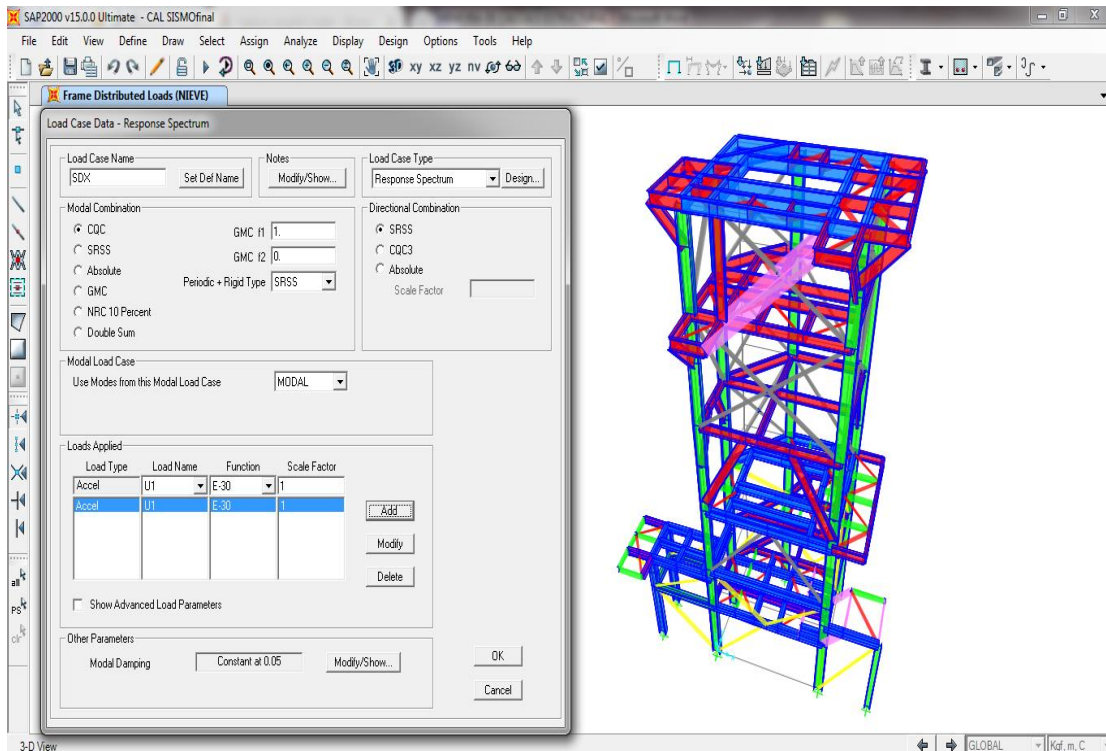 SAP2000 v15.0.0 Ultimate - CAL SISMOfinal
File Edit View Define Draw Select Assign Analyze Display Design Options Tools Help
xy xz yz nv
Frame Distributed Loads (NIEVE)
Load Case Data - Response Spectrum
Load Case Name
SDX
Set Def Name
Notes
Modify/Show...
Load Case Type
Response Spectrum
Design...
Modal Combination
CQC
SRSS
Absolute
GMC
NRC 10 Percent
Double Sum
GMC f1
1.
GMC f2
0.
Periodic + Rigid Type
SRSS
Directional Combination
SRSS
CQC3
Absolute
Scale Factor
Modal Load Case
Use Modes from this Modal Load Case
MODAL
Loads Applied
Load Type Load Name Function Scale Factor
Accel U1 E-30 1
Accel U1 E-30 1
Add
Modify
Delete
Show Advanced Load Parameters
Other Parameters
Modal Damping
Constant at 0.05
Modify/Show...
OK
Cancel
all
PS
clr
3-D View
GLOBAL
Kgf, m, C